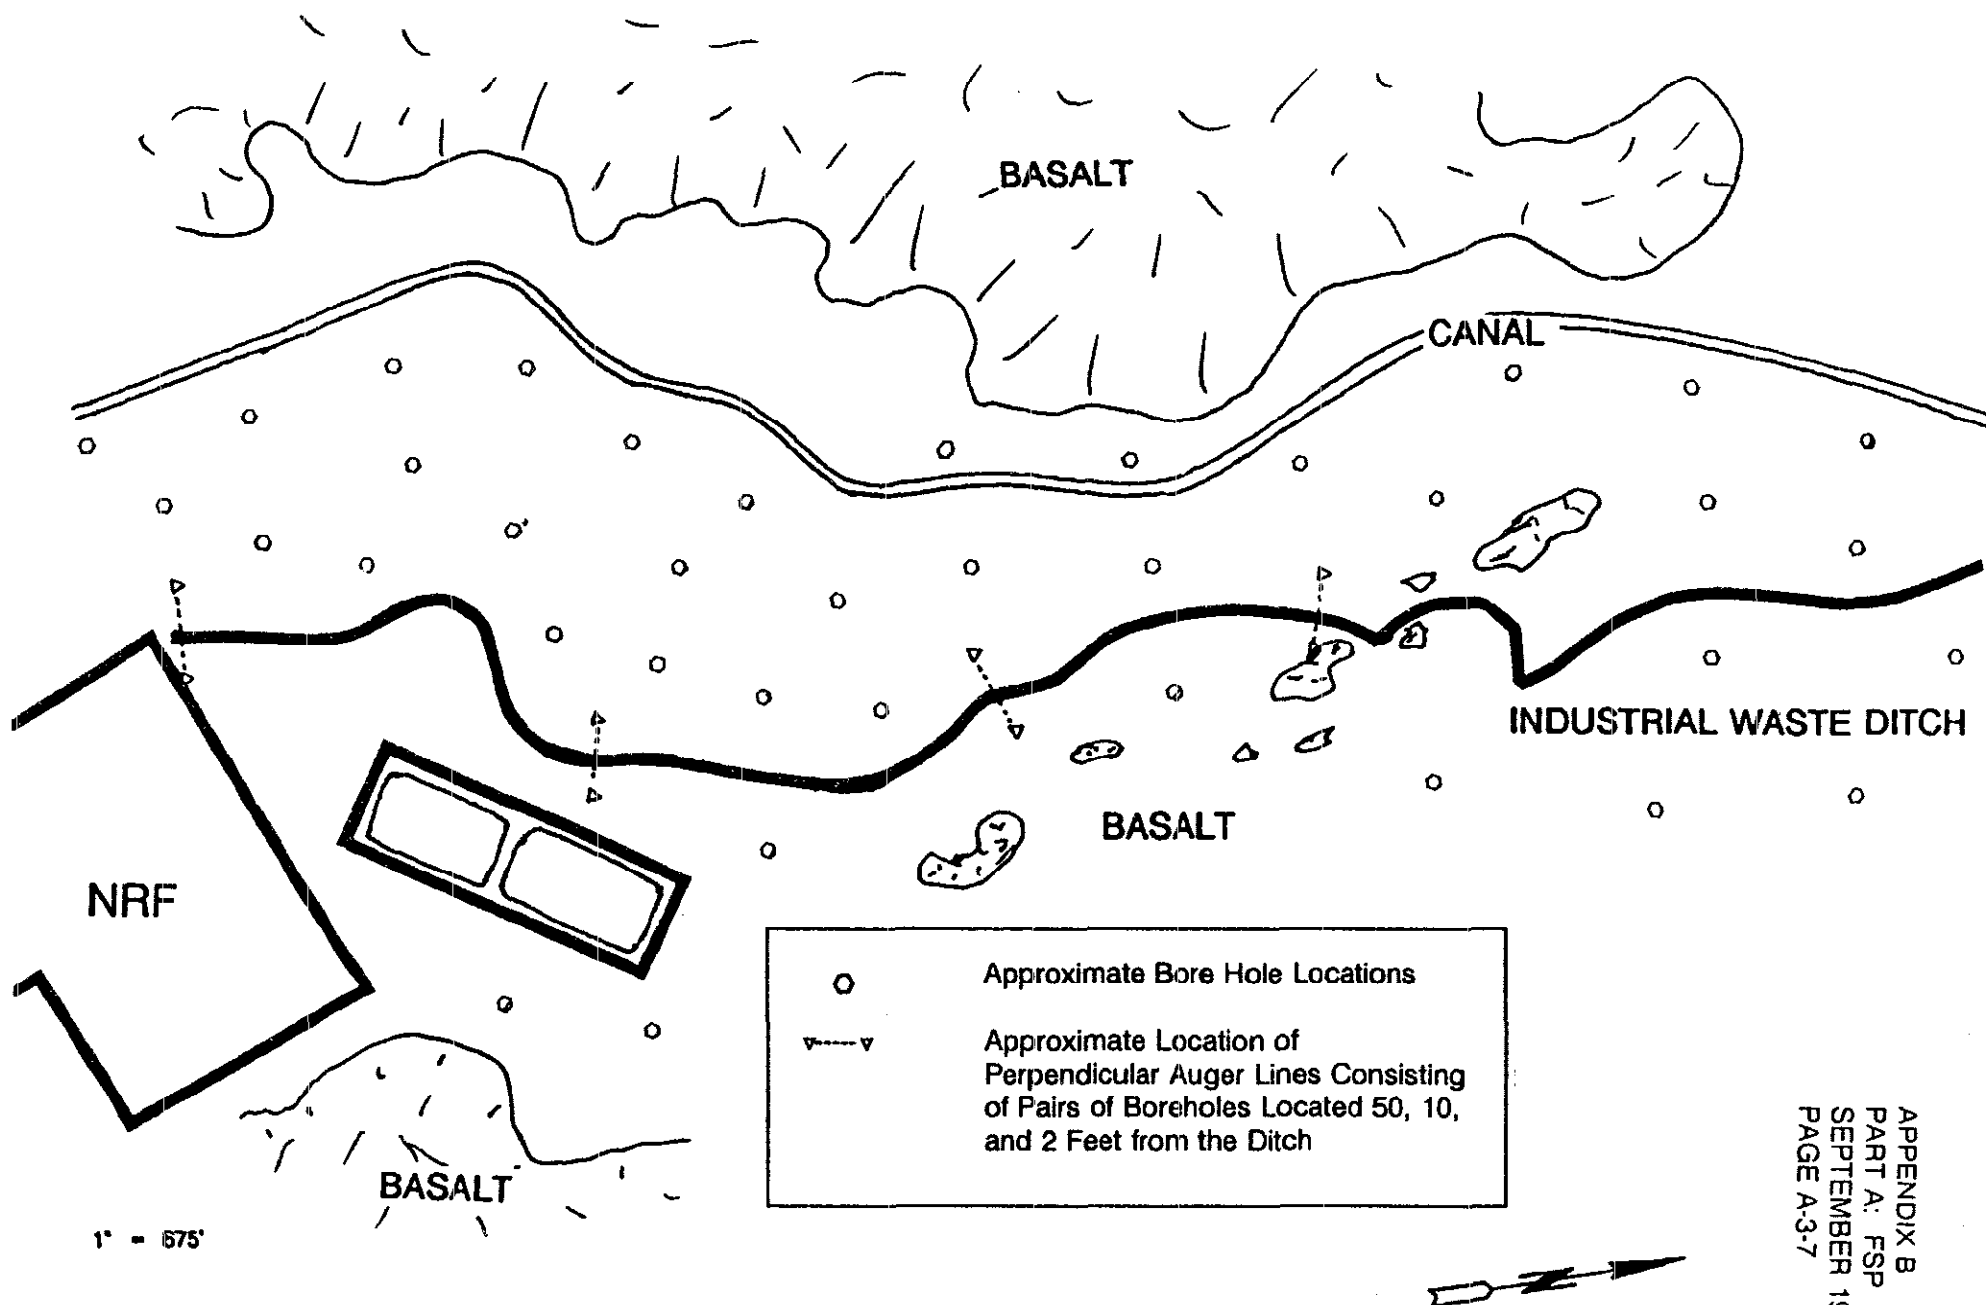 BASALT
CANAL
INDUSTRIAL WASTE DITCH
BASALT
NRF
Approximate Bore Hole Locations
Approximate Location of
Perpendicular Auger Lines Consisting
of Pairs of Boreholes Located 50, 10,
and 2 Feet from the Ditch
BASALT
1" = 675'
N
APPENDIX B
PART A: FSP
SEPTEMBER
PAGE A-3-7